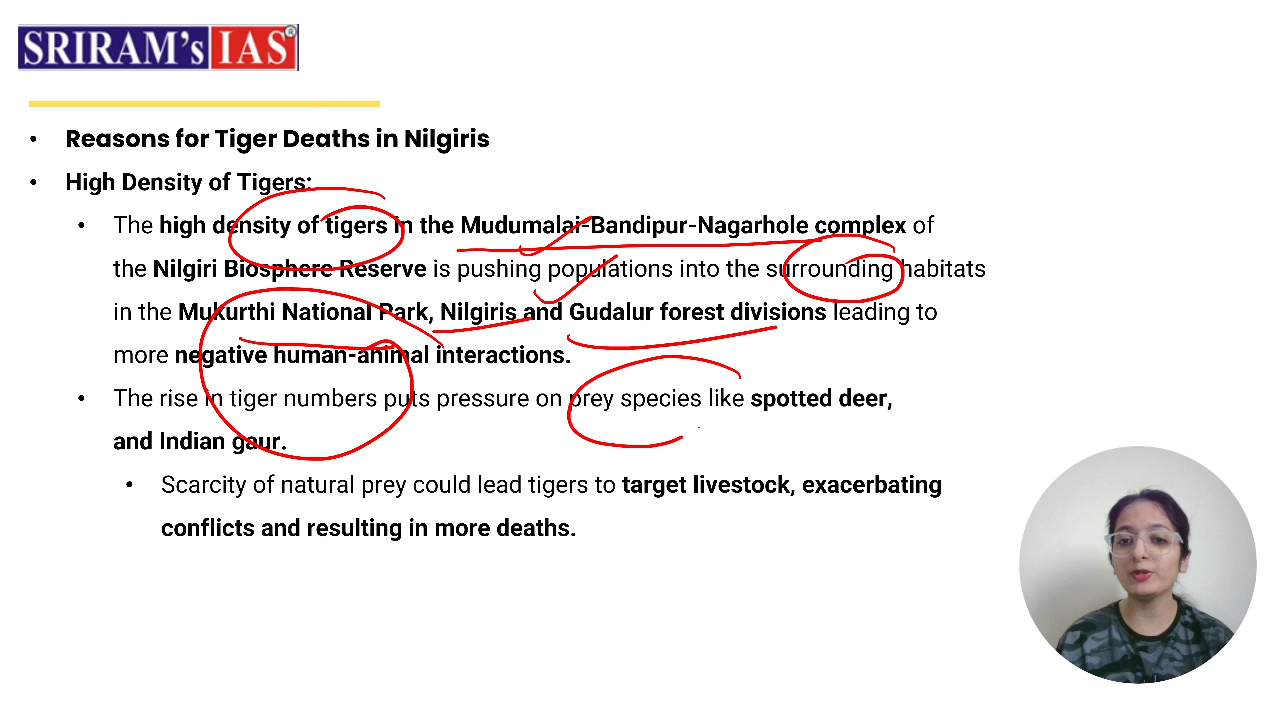 SRIRAM's IAS®
• Reasons for Tiger Deaths in Nilgiris
• High Density of Tigers:
• The high density of tigers in the Mudumalai-Bandipur-Nagarhole complex of
the Nilgiri Biosphere Reserve is pushing populations into the surrounding habitats
in the Mukurthi National Park, Nilgiris and Gudalur forest divisions leading to
more negative human-animal interactions.
• The rise in tiger numbers puts pressure on prey species like spotted deer,
and Indian gaur.
• Scarcity of natural prey could lead tigers to target livestock, exacerbating
conflicts and resulting in more deaths.